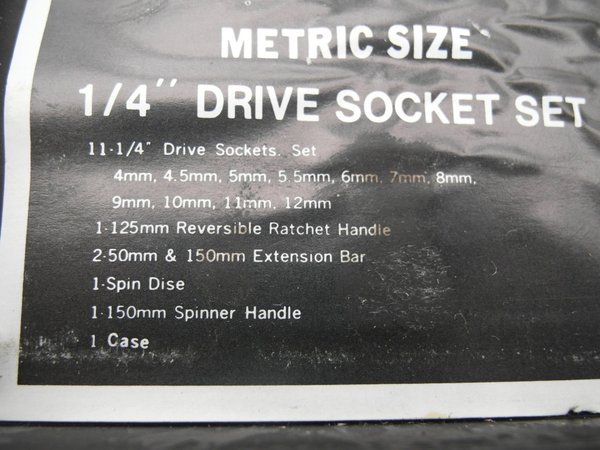 METRIC SIZE
1/4" DRIVE SOCKET SET
11-1/4" Drive Sockets. Set
4mm, 4.5mm, 5mm, 5.5mm, 6mm, 7mm, 8mm,
9mm, 10mm, 11mm, 12mm
1-125mm Reversible Ratchet Handle
2-50mm & 150mm Extension Bar
1-Spin Dise
1-150mm Spinner Handle
1 Case